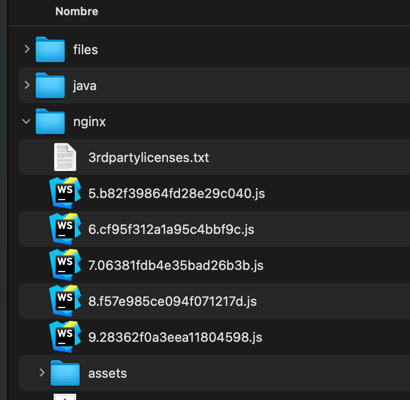 Nombre
files
java
nginx
3rdpartylicenses.txt
WS 5.b82f39864fd28e29c040.js
WS 6.cf95f312a1a95c4bbf9c.js
WS 7.06381fdb4e35bad26b3b.js
WS 8.f57e985ce094f071217d.js
WS 9.28362f0a3eea11804598.js
assets